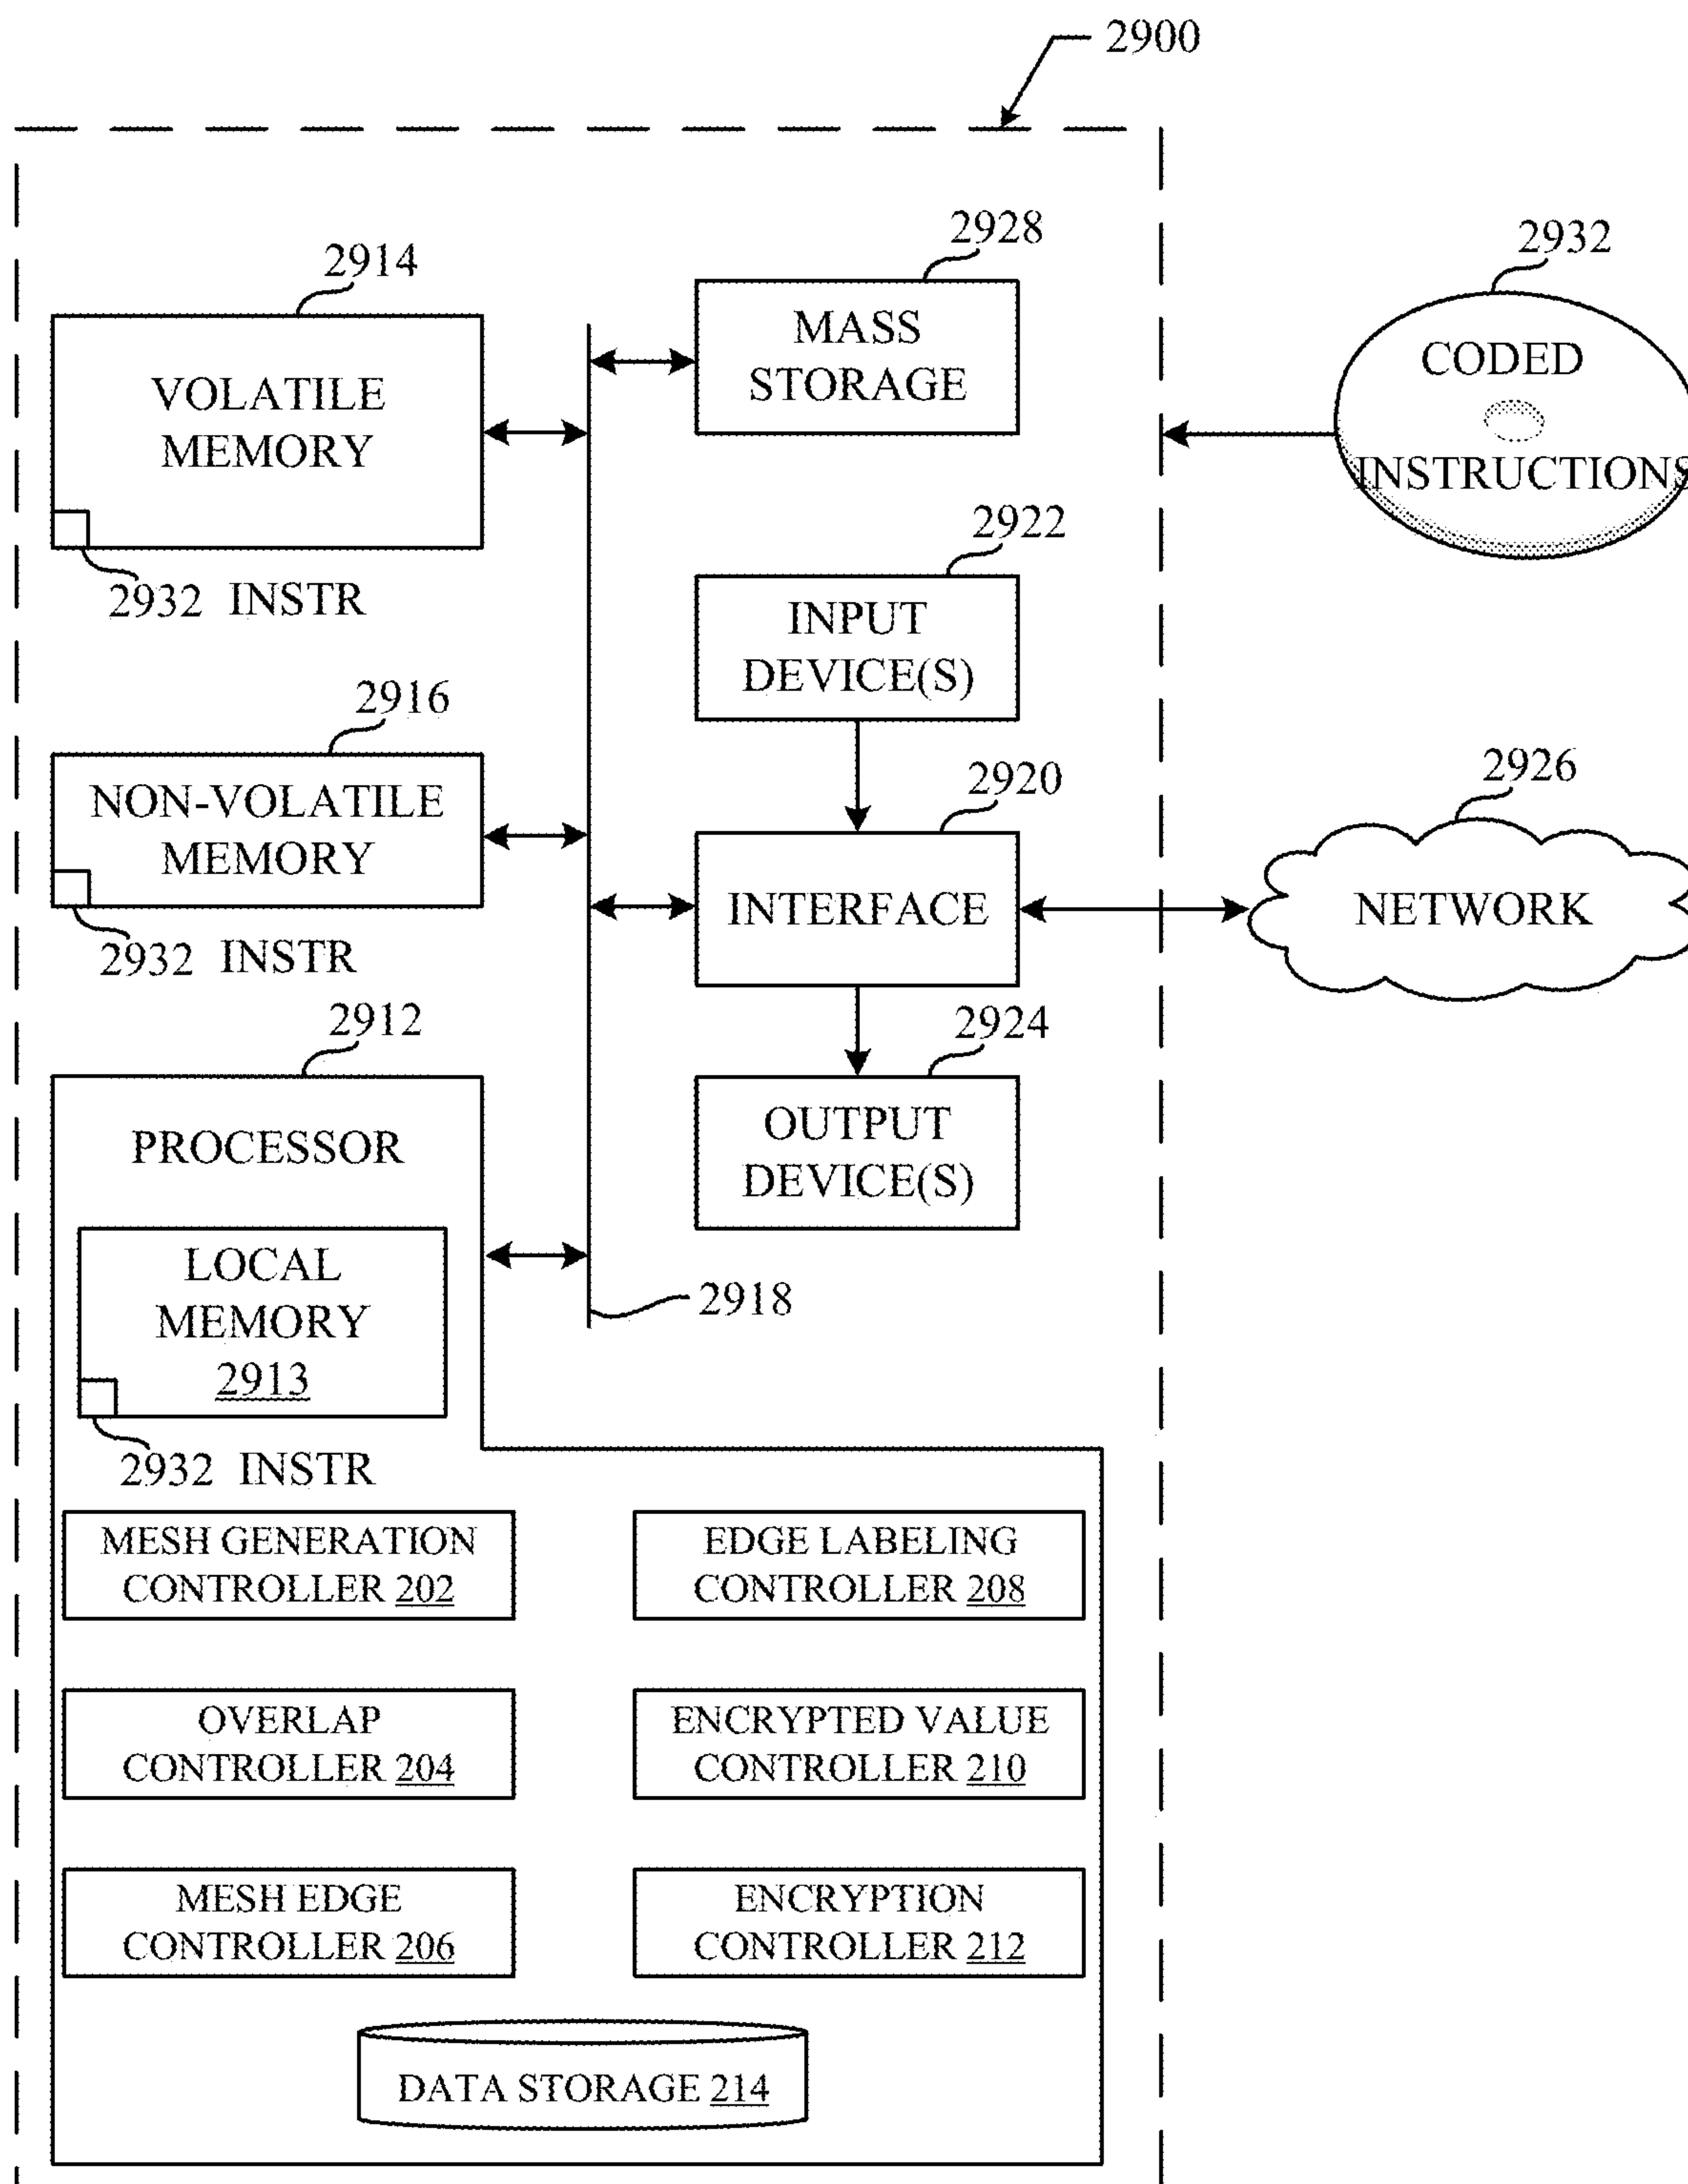 2900
2914
VOLATILE
MEMORY
2932 INSTR
2928
MASS
STORAGE
2932
CODED
INSTRUCTIONS
2922
INPUT
DEVICE(S)
2916
NON-VOLATILE
MEMORY
2932 INSTR
2920
INTERFACE
2926
NETWORK
2912
PROCESSOR
2924
OUTPUT
DEVICE(S)
LOCAL
MEMORY
2913
2932 INSTR
2918
MESH GENERATION
CONTROLLER 202
EDGE LABELING
CONTROLLER 208
OVERLAP
CONTROLLER 204
ENCRYPTED VALUE
CONTROLLER 210
MESH EDGE
CONTROLLER 206
ENCRYPTION
CONTROLLER 212
DATA STORAGE 214